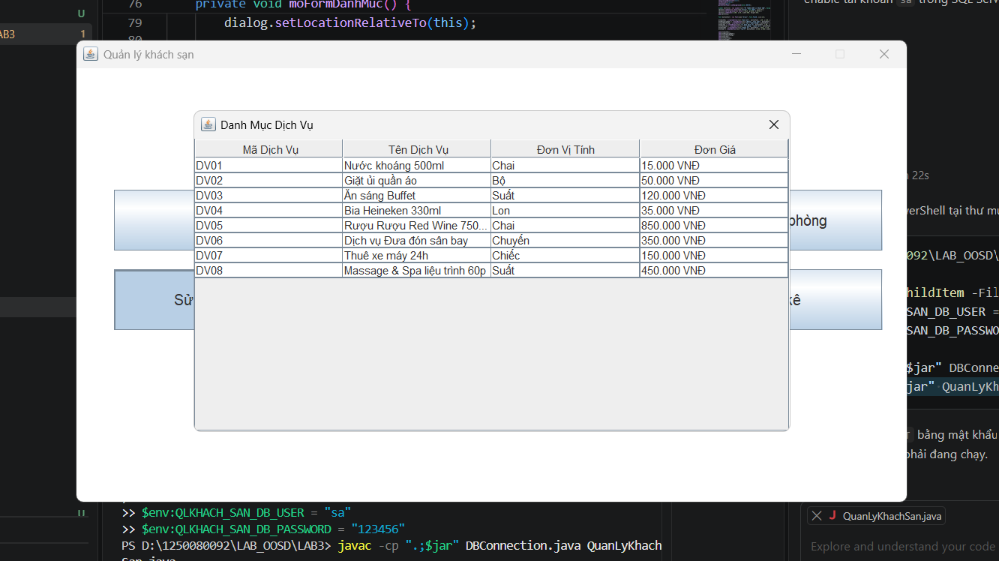 76 private void moFormDanhMuc() {
U
79 dialog.setLocationRelativeTo(this);
AB3 1
80
enable tài khoản sa trong SQL Serv
Quản lý khách sạn
Danh Mục Dịch Vụ
Mã Dịch Vụ Tên Dịch Vụ Đơn Vị Tính Đơn Giá
DV01 Nước khoáng 500ml Chai 15.000 VNĐ
DV02 Giặt ủi quần áo Bộ 50.000 VNĐ
DV03 Ăn sáng Buffet Suất 120.000 VNĐ
DV04 Bia Heineken 330ml Lon 35.000 VNĐ
DV05 Rượu Rượu Red Wine 750... Chai 850.000 VNĐ
DV06 Dịch vụ Đưa đón sân bay Chuyến 350.000 VNĐ
DV07 Thuê xe máy 24h Chiếc 150.000 VNĐ
DV08 Massage & Spa liệu trình 60p Suất 450.000 VNĐ
phòng
Sử
kê
22s
verShell tại thư mụ
092\LAB_OOSD\
hildItem -Fil
SAN_DB_USER =
SAN_DB_PASSWO
$jar" DBConne
jar" QuanLyKh
T bằng mật khẩu
phải đang chạy.
U
>> $env:QLKHACH_SAN_DB_USER = "sa"
>> $env:QLKHACH_SAN_DB_PASSWORD = "123456"
PS D:\1250080092\LAB_OOSD\LAB3> javac -cp ".;$jar" DBConnection.java QuanLyKhach
San.java
J QuanLyKhachSan.java
Explore and understand your code